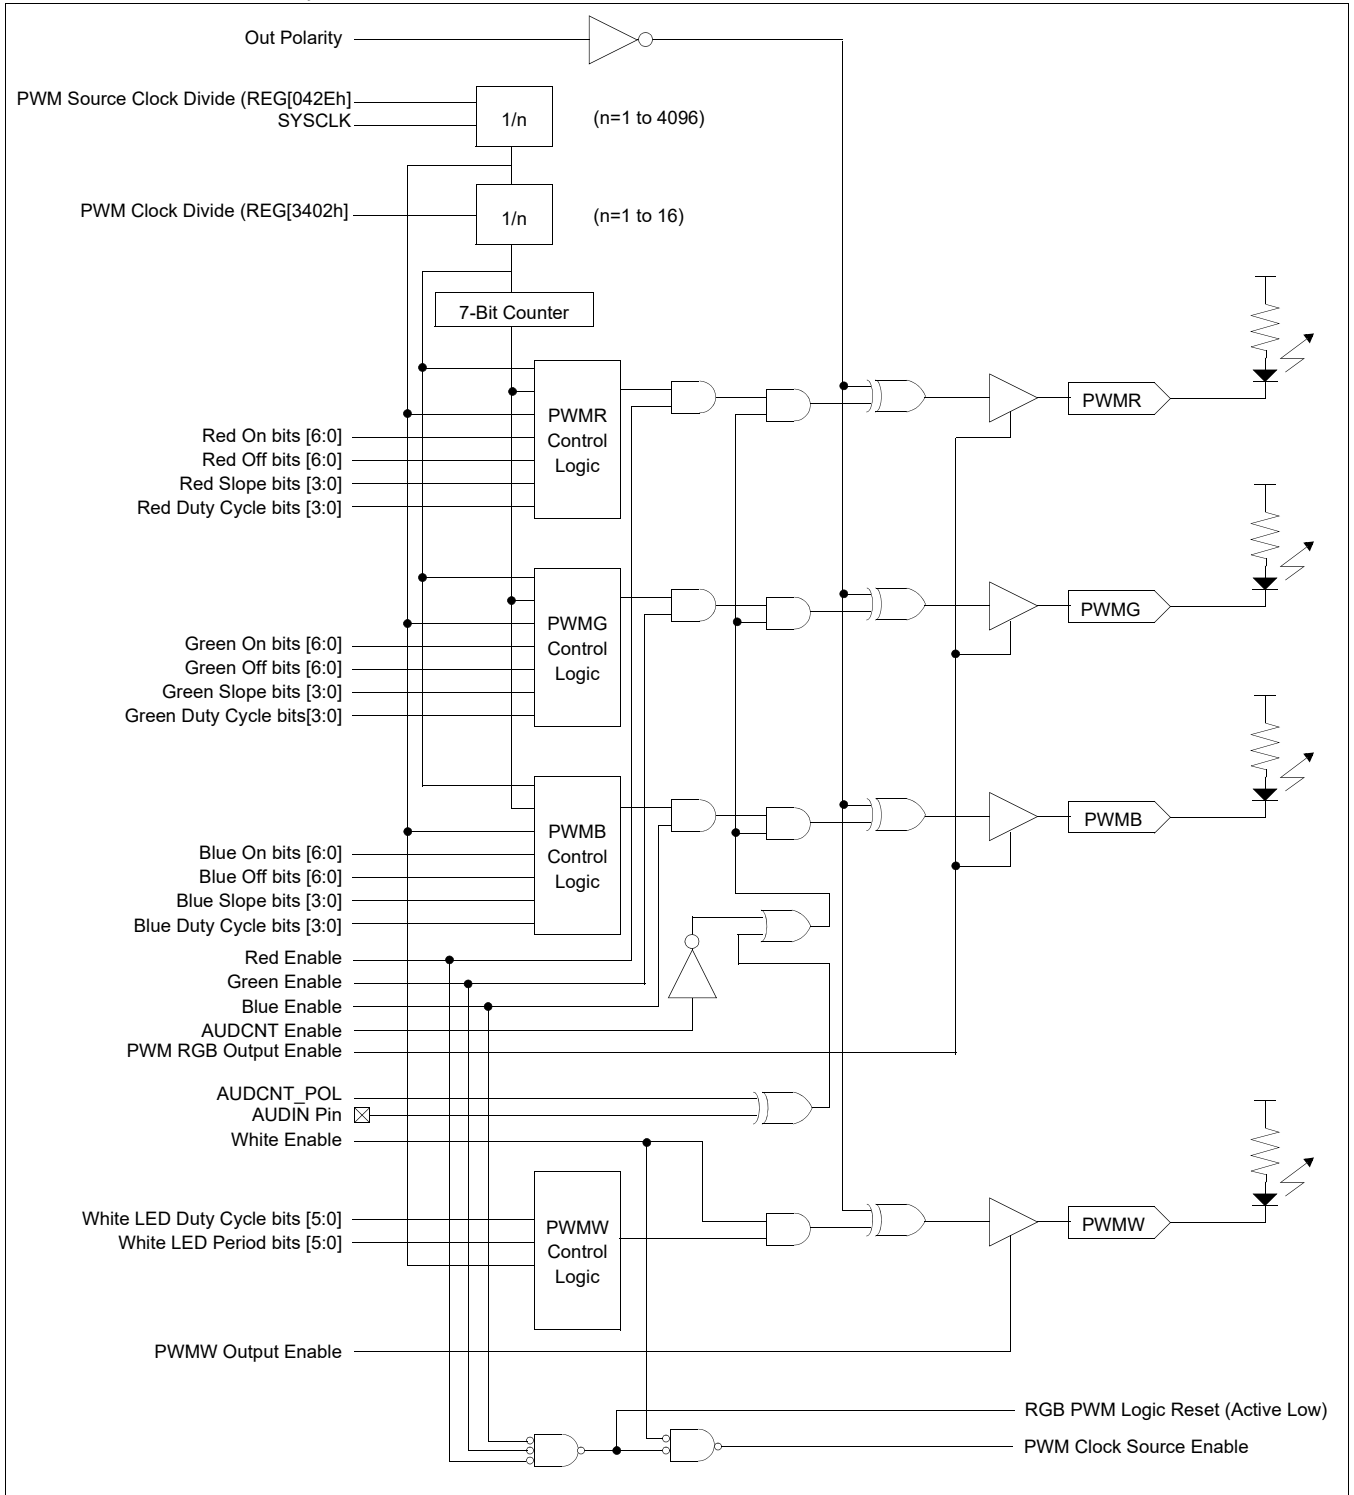 Out Polarity
PWM Source Clock Divide (REG[042Eh]
SYSCLK
1/n
(n=1 to 4096)
PWM Clock Divide (REG[3402h]
1/n
(n=1 to 16)
7-Bit Counter
PWMR
Control
Logic
Red On bits [6:0]
Red Off bits [6:0]
Red Slope bits [3:0]
Red Duty Cycle bits [3:0]
PWMR
PWMG
Control
Logic
Green On bits [6:0]
Green Off bits [6:0]
Green Slope bits [3:0]
Green Duty Cycle bits[3:0]
PWMG
PWMB
Control
Logic
Blue On bits [6:0]
Blue Off bits [6:0]
Blue Slope bits [3:0]
Blue Duty Cycle bits [3:0]
PWMB
Red Enable
Green Enable
Blue Enable
AUDCNT Enable
PWM RGB Output Enable
AUDCNT_POL
AUDIN Pin
White Enable
White LED Duty Cycle bits [5:0]
White LED Period bits [5:0]
PWMW
Control
Logic
PWMW
PWMW Output Enable
RGB PWM Logic Reset (Active Low)
PWM Clock Source Enable